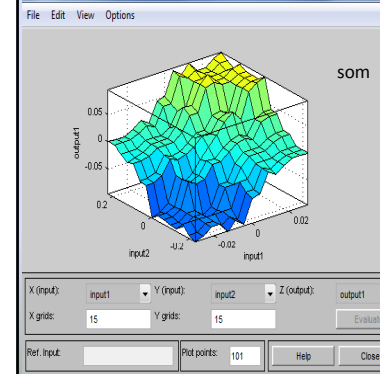 File Edit View Options
som
0.05
0
-0.05
output1
0.2
0
-0.2
input2
-0.02
0
0.02
input1
X (input): input1 Y (input): input2 Z (output): output1
X grids: 15 Y grids: 15 Evaluat
Ref. Input: Plot points: 101 Help Close